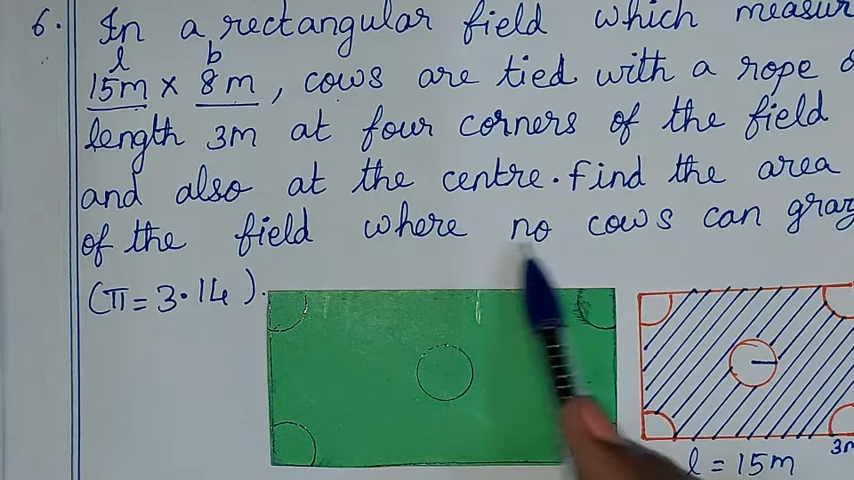 6. In a rectangular field which
l b
15m x 8m, cows are tied with a rope
length 3m at four corners of the field
and also at the centre. Find the area
of the field where no cows can
(π = 3.14).
3m
l = 15m